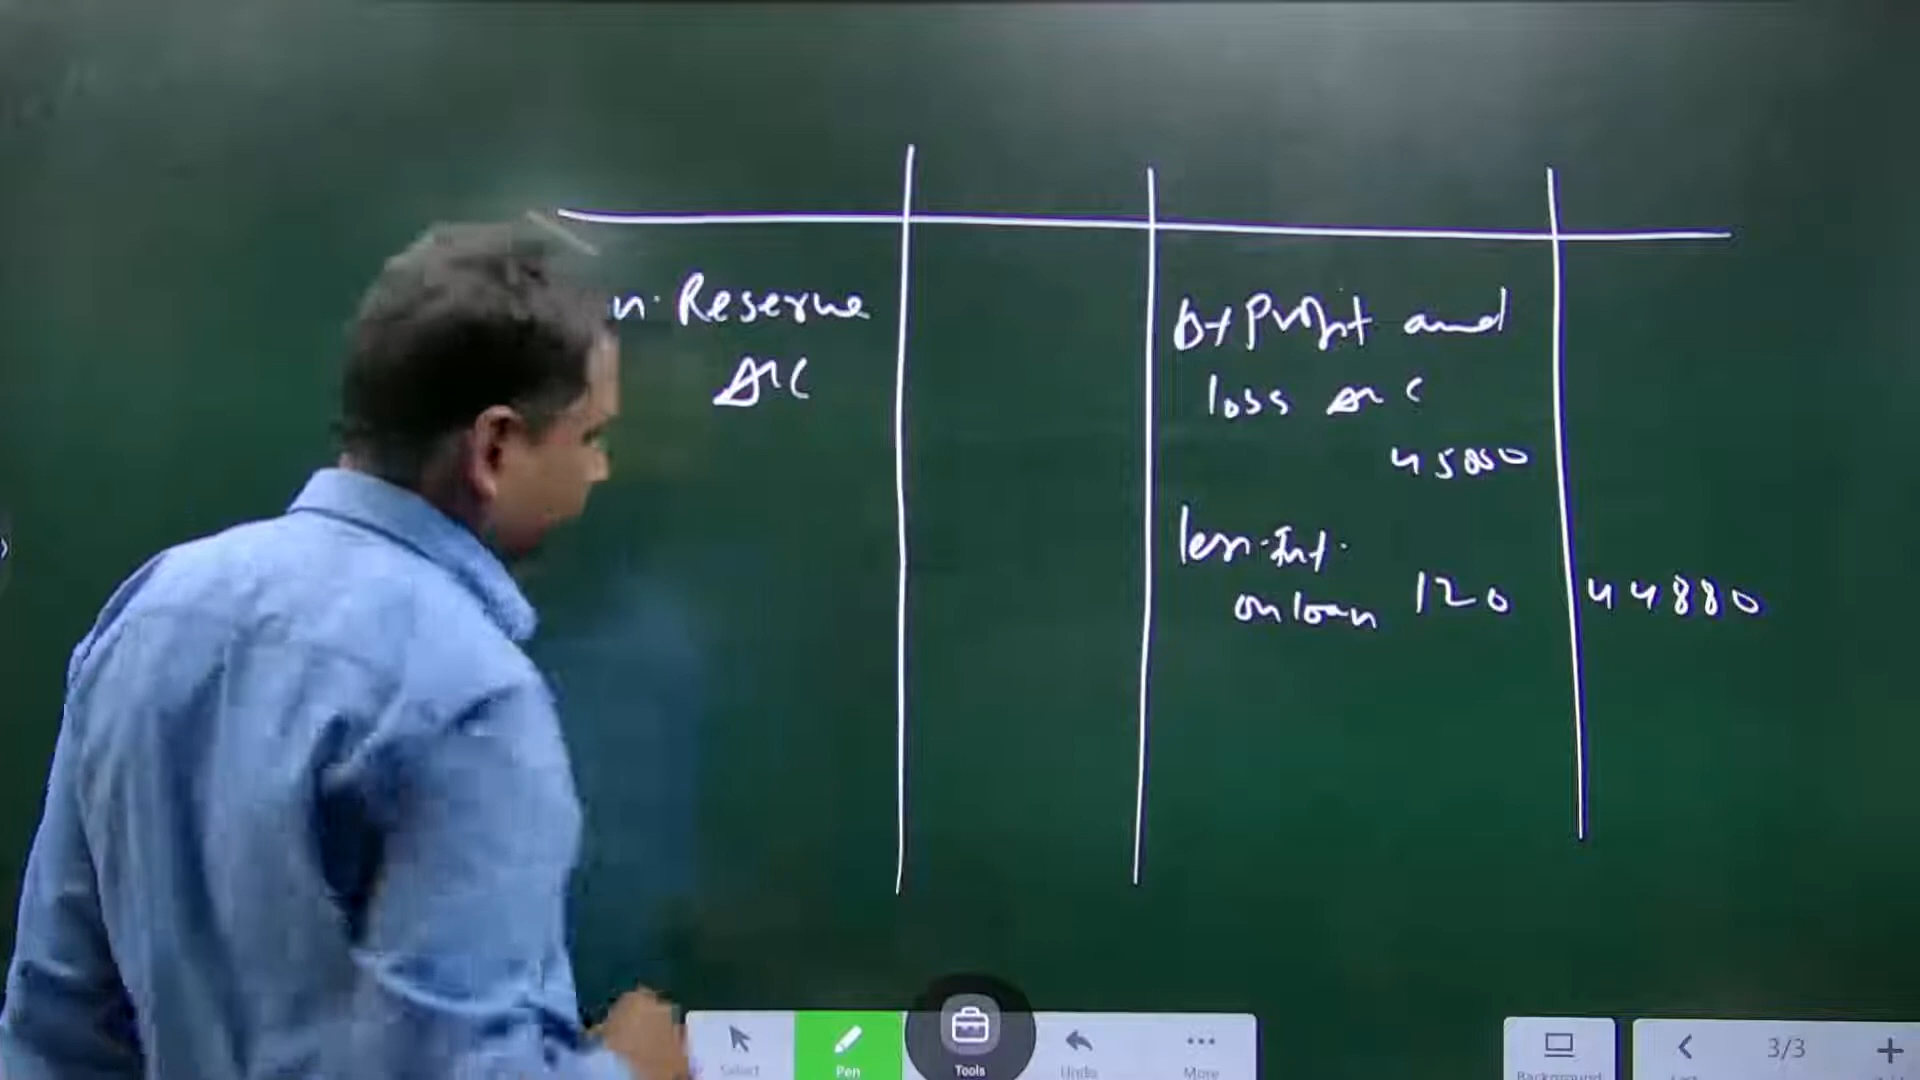 n. Reserve
A/C
By Profit and
loss A/C
45000
less. Int.
on loan 120 44880
Select Pen Tools Undo More
Background 3/3